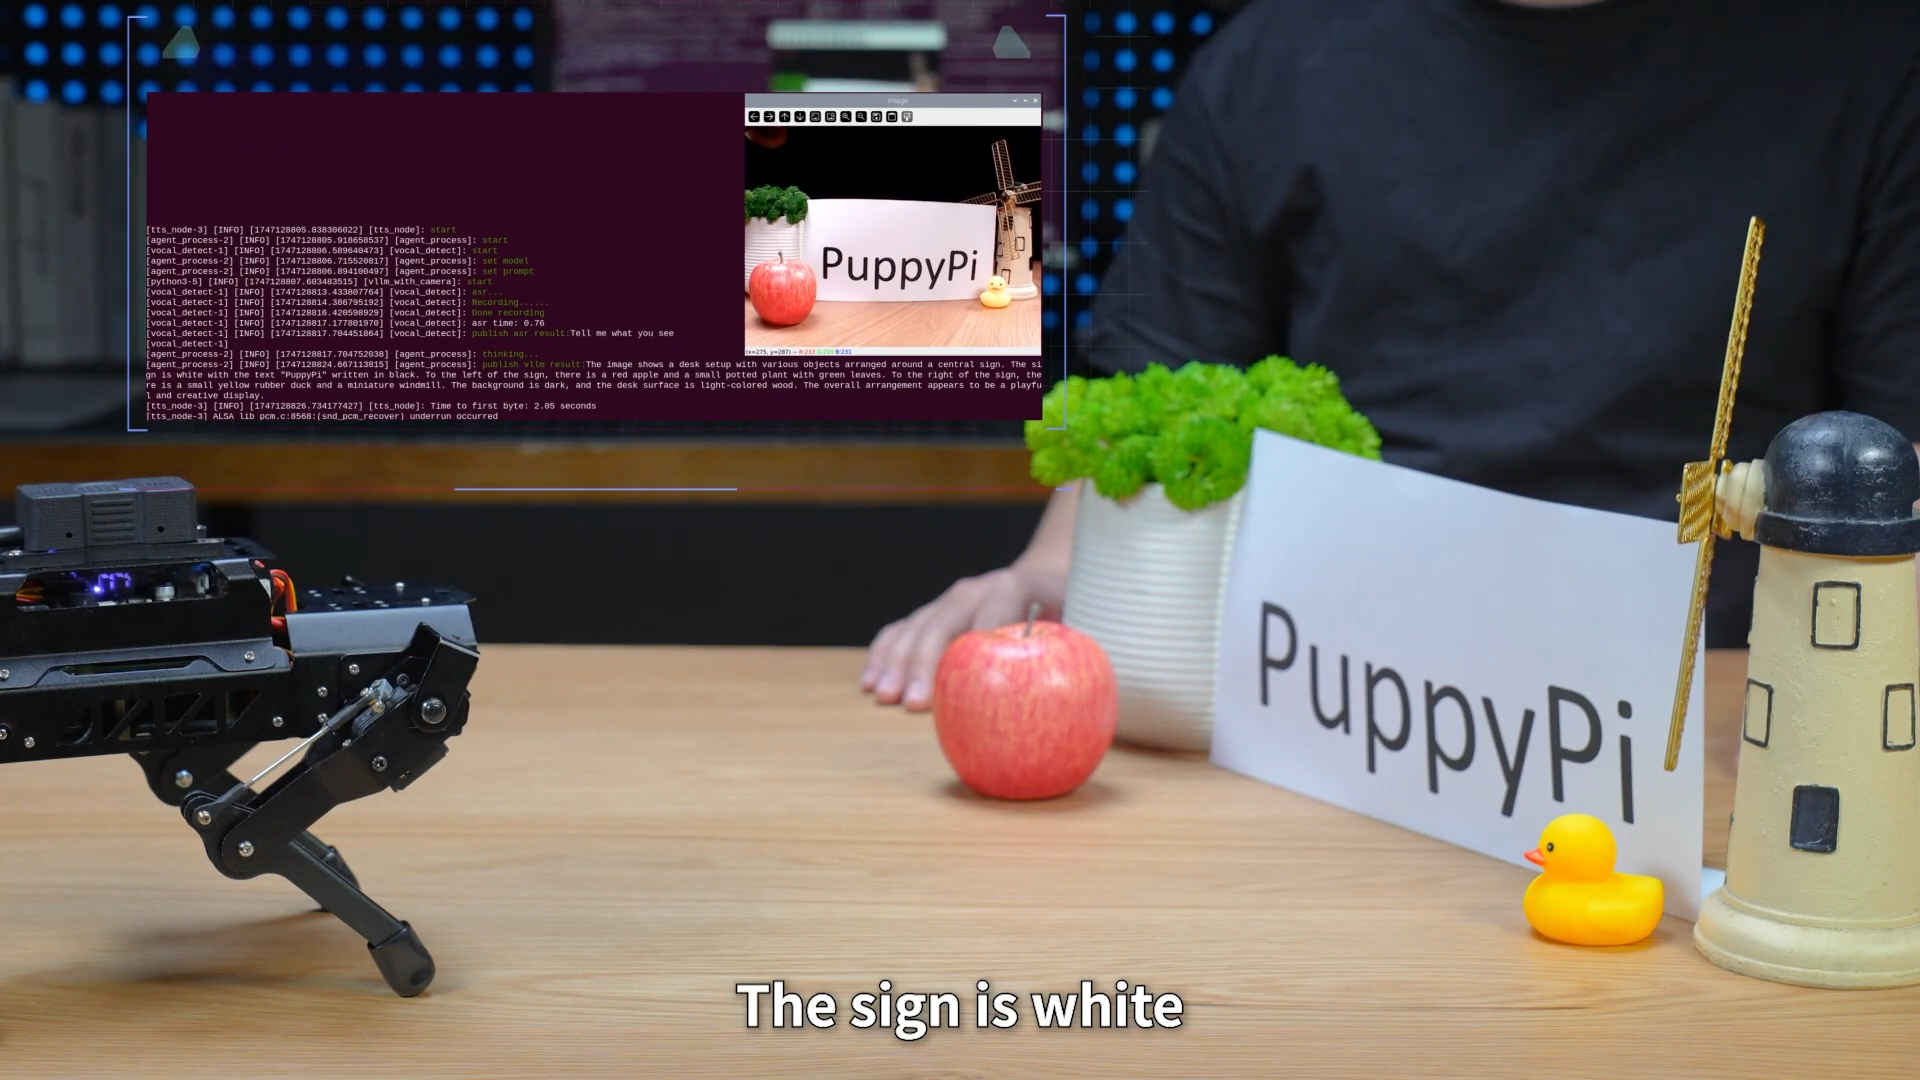 image
[tts_node-3] [INFO] [1747128805.838306022] [tts_node]: start
[agent_process-2] [INFO] [1747128805.918658537] [agent_process]: start
[vocal_detect-1] [INFO] [1747128806.589640473] [vocal_detect]: start
[agent_process-2] [INFO] [1747128806.715520817] [agent_process]: set model
[agent_process-2] [INFO] [1747128806.894100497] [agent_process]: set prompt
[python3-5] [INFO] [1747128807.603483515] [vllm_with_camera]: start
[vocal_detect-1] [INFO] [1747128813.433807764] [vocal_detect]: asr...
[vocal_detect-1] [INFO] [1747128814.386795192] [vocal_detect]: Recording......
[vocal_detect-1] [INFO] [1747128816.420598929] [vocal_detect]: Done recording
[vocal_detect-1] [INFO] [1747128817.177801970] [vocal_detect]: asr time: 0.76
[vocal_detect-1] [INFO] [1747128817.704451864] [vocal_detect]: publish asr result:Tell me what you see
[vocal_detect-1]
[agent_process-2] [INFO] [1747128817.704752038] [agent_process]: thinking...
[agent_process-2] [INFO] [1747128824.667113815] [agent_process]: publish vllm result:The image shows a desk setup with various objects arranged around a central sign. The si
gn is white with the text "PuppyPi" written in black. To the left of the sign, there is a red apple and a small potted plant with green leaves. To the right of the sign, the
re is a small yellow rubber duck and a miniature windmill. The background is dark, and the desk surface is light-colored wood. The overall arrangement appears to be a playfu
l and creative display.
[tts_node-3] [INFO] [1747128826.734177427] [tts_node]: Time to first byte: 2.05 seconds
[tts_node-3] ALSA lib pcm.c:8568:(snd_pcm_recover) underrun occurred
PuppyPi
(x=275, y=287) ~ R:233 G:233 B:231
PuppyPi
The sign is white